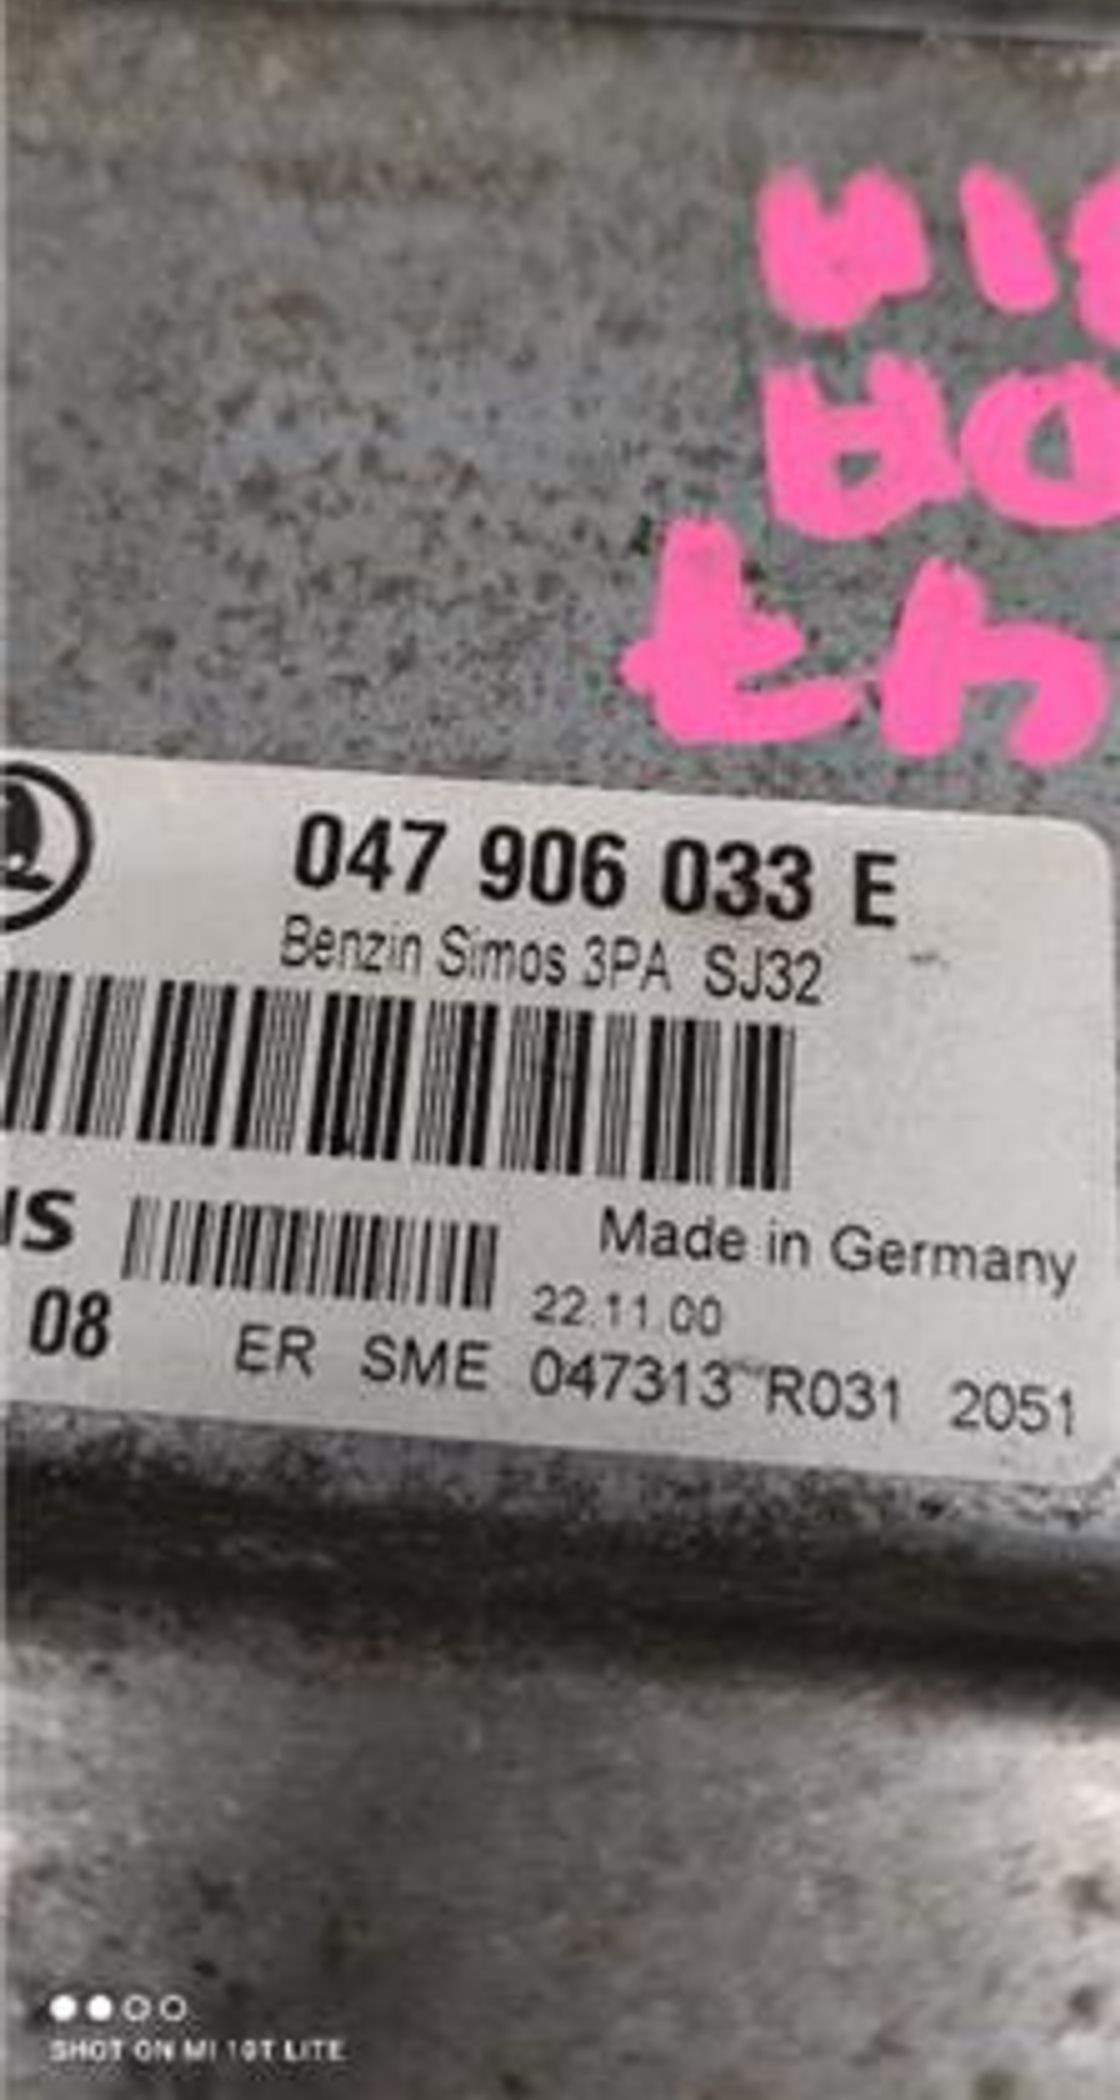 047 906 033 E
Benzin Simos 3PA SJ32
Made in Germany
22.11.00
08
ER SME 047313 R031 2051
SHOT ON MI 10T LITE